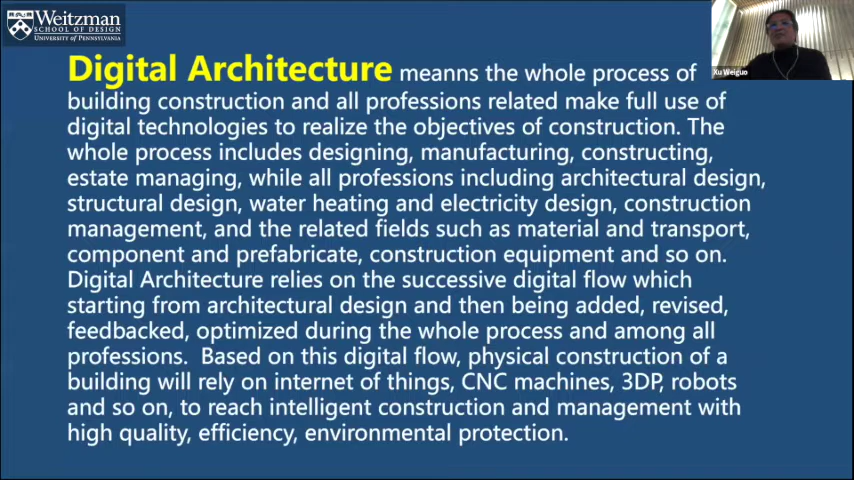 Weitzman
SCHOOL OF DESIGN
UNIVERSITY OF PENNSYLVANIA
Xu Weiguo
Digital Architecture meanns the whole process of
building construction and all professions related make full use of
digital technologies to realize the objectives of construction. The
whole process includes designing, manufacturing, constructing,
estate managing, while all professions including architectural design,
structural design, water heating and electricity design, construction
management, and the related fields such as material and transport,
component and prefabricate, construction equipment and so on.
Digital Architecture relies on the successive digital flow which
starting from architectural design and then being added, revised,
feedbacked, optimized during the whole process and among all
professions.  Based on this digital flow, physical construction of a
building will rely on internet of things, CNC machines, 3DP, robots
and so on, to reach intelligent construction and management with
high quality, efficiency, environmental protection.